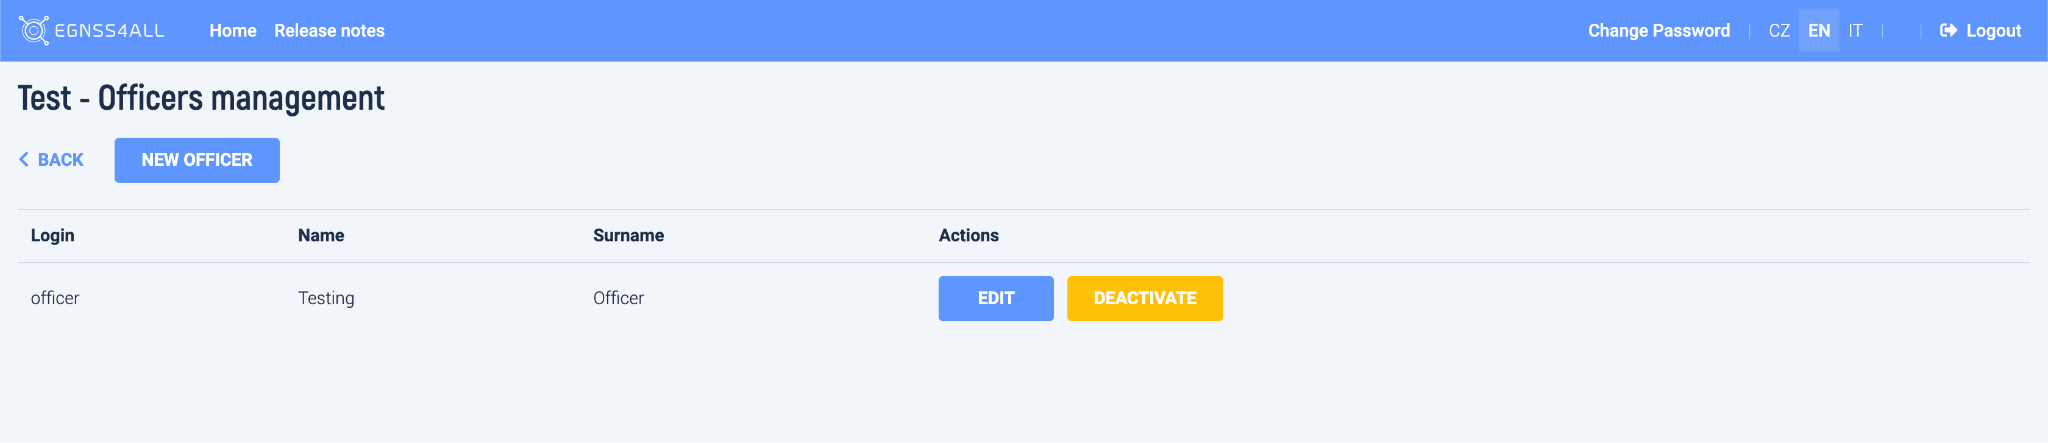 EGNSS4ALL Home Release notes Change Password CZ EN IT Logout
Test - Officers management
BACK NEW OFFICER
Login Name Surname Actions
officer Testing Officer EDIT DEACTIVATE